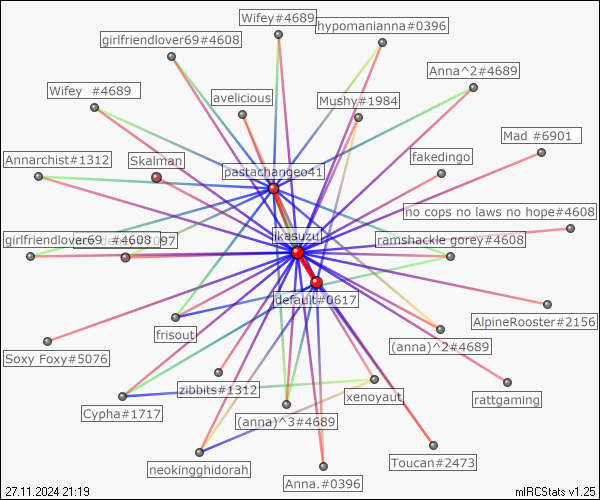 Wifey#4689
hypomanianna#0396
girlfriendlover69#4608
Anna^2#4689
Wifey #4689
avelicious
Mushy#1984
Mad #6901
Annarchist#1312
Skalman
fakedingo
pastachangeo41
no cops no laws no hope#4608
girlfriendlover69 #4608
ikasuzu
ramshackle gorey#4608
default#0617
AlpineRooster#2156
frisout
(anna)^2#4689
Soxy Foxy#5076
zibbits#1312
xenoyaut
rattgaming
Cypha#1717
(anna)^3#4689
neokingghidorah
Anna.#0396
Toucan#2473
27.11.2024 21:19
mIRCStats v1.25